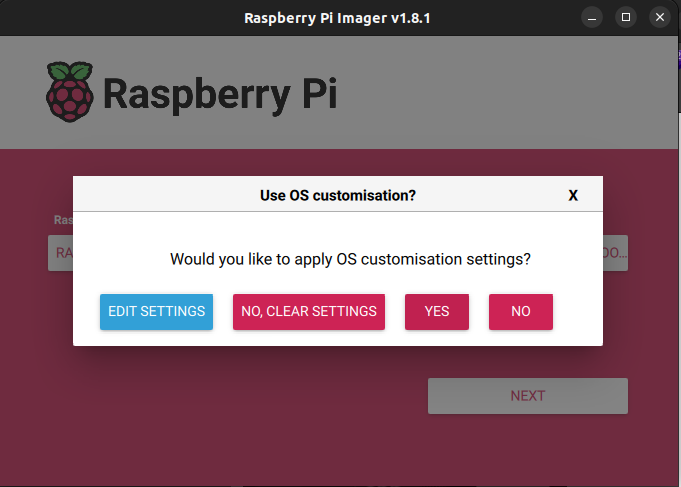 Raspberry Pi Imager v1.8.1
Raspberry Pi
Use OS customisation?
X
Ras
RA
OO...
Would you like to apply OS customisation settings?
EDIT SETTINGS
NO, CLEAR SETTINGS
YES
NO
NEXT